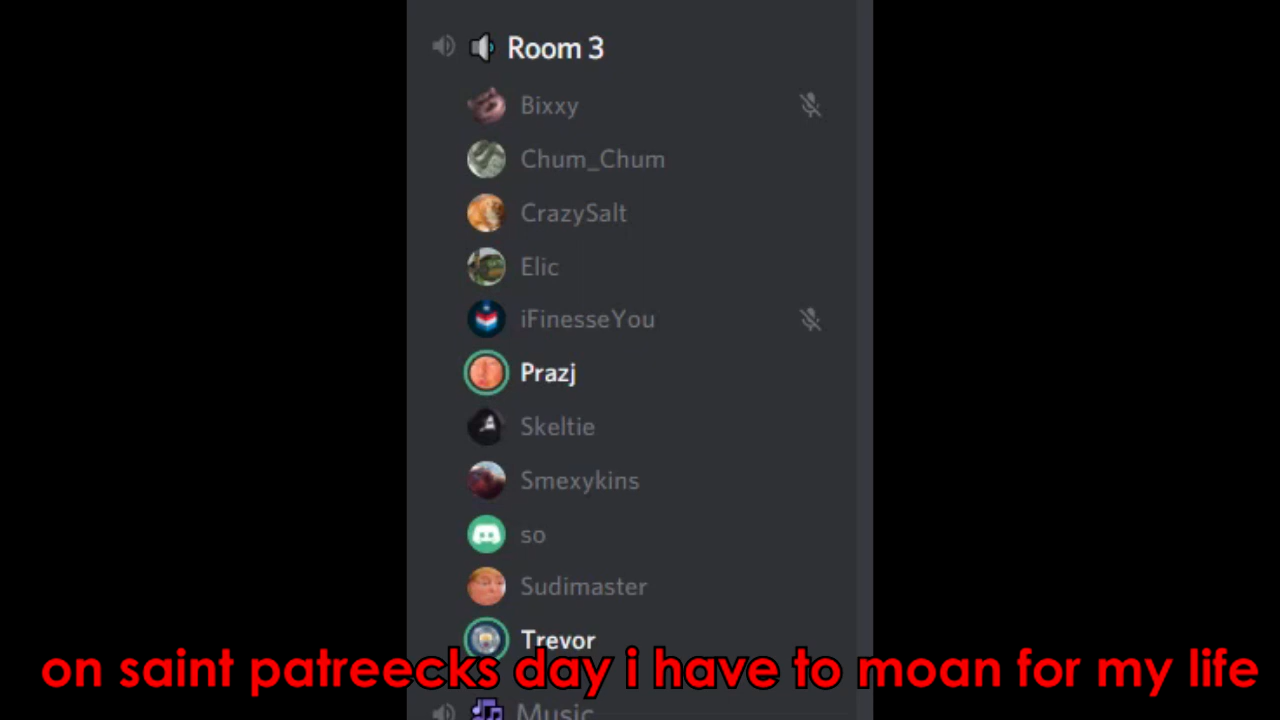 Room 3
Bixxy
Chum_Chum
CrazySalt
Elic
iFinesseYou
Prazj
Skeltie
Smexykins
so
Sudimaster
Trevor
on saint patreecks day i have to moan for my life
Music